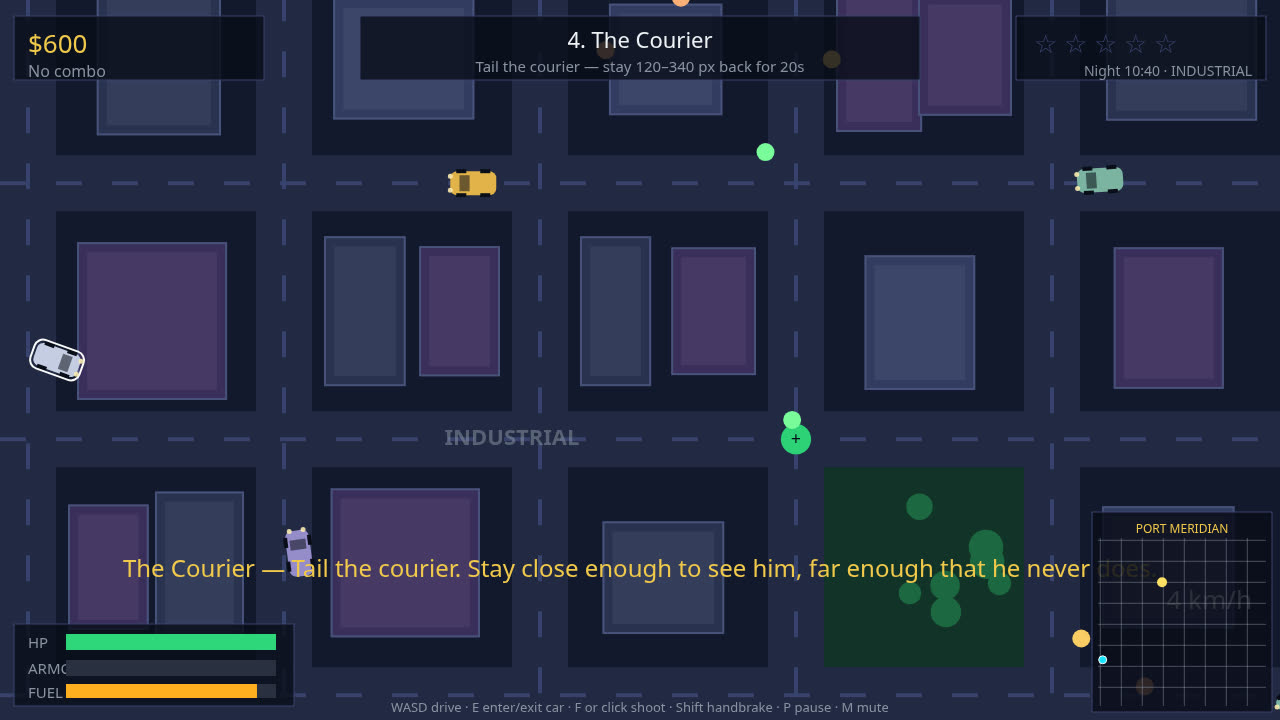 $600
No combo
4. The Courier
Tail the courier — stay 120–340 px back for 20s
☆ ☆ ☆ ☆ ☆
Night 10:40 · INDUSTRIAL
INDUSTRIAL
+
PORT MERIDIAN
The Courier — Tail the courier. Stay close enough to see him, far enough that he never does.
4 km/h
HP
ARMO
FUEL
WASD drive · E enter/exit car · F or click shoot · Shift handbrake · P pause · M mute